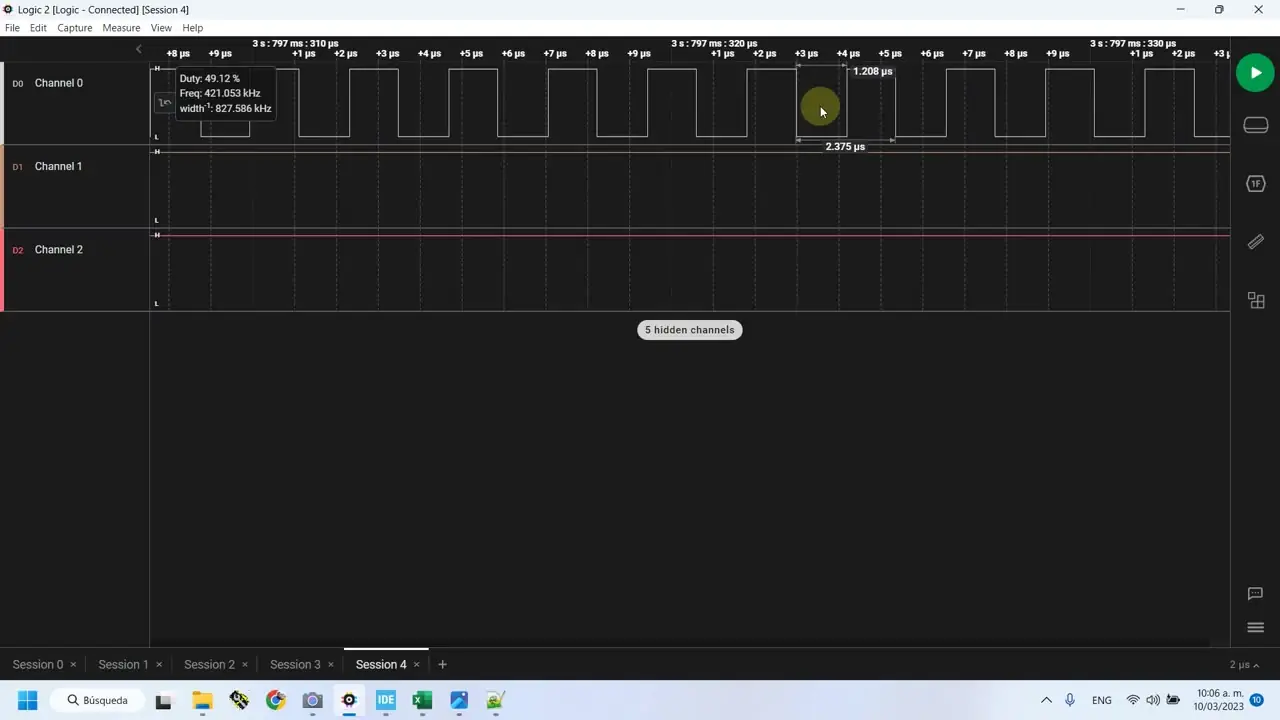 Logic 2 [Logic - Connected] [Session 4]
File Edit Capture Measure View Help
3 s : 797 ms : 310 µs 3 s : 797 ms : 320 µs 3 s : 797 ms : 330 µs
+8 µs +9 µs +1 µs +2 µs +3 µs +4 µs +5 µs +6 µs +7 µs +8 µs +9 µs +1 µs +2 µs +3 µs +4 µs +5 µs +6 µs +7 µs +8 µs +9 µs +1 µs +2 µs +3 µ
D0 Channel 0
H
L
Duty: 49.12 %
Freq: 421.053 kHz
width⁻¹: 827.586 kHz
1.208 µs
2.375 µs
D1 Channel 1
H
L
D2 Channel 2
H
L
5 hidden channels
1F
Session 0 × Session 1 × Session 2 × Session 3 × Session 4 × + 2 µs
Búsqueda IDE ENG 10:06 a. m.
10/03/2023 10